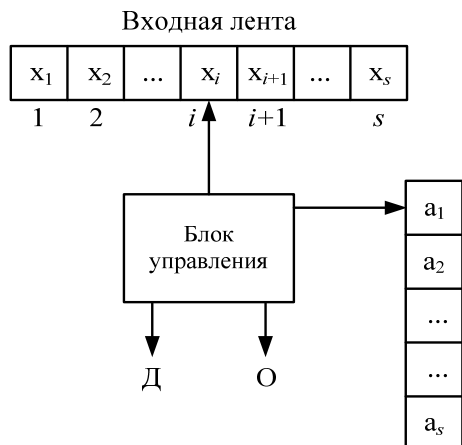 Входная лента
x1 x2 ... xi xi+1 ... xs
1 2 i i+1 s
Блок
управления
a1
a2
...
...
as
Д О